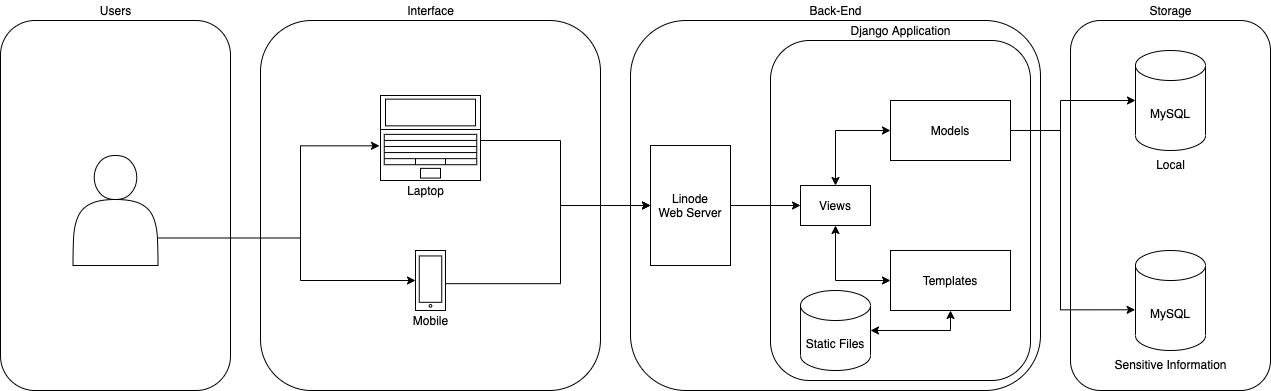 Users
Interface
Back-End
Storage
Django Application
Laptop
Mobile
Linode
Web Server
Models
Views
Templates
Static Files
MySQL
Local
MySQL
Sensitive Information